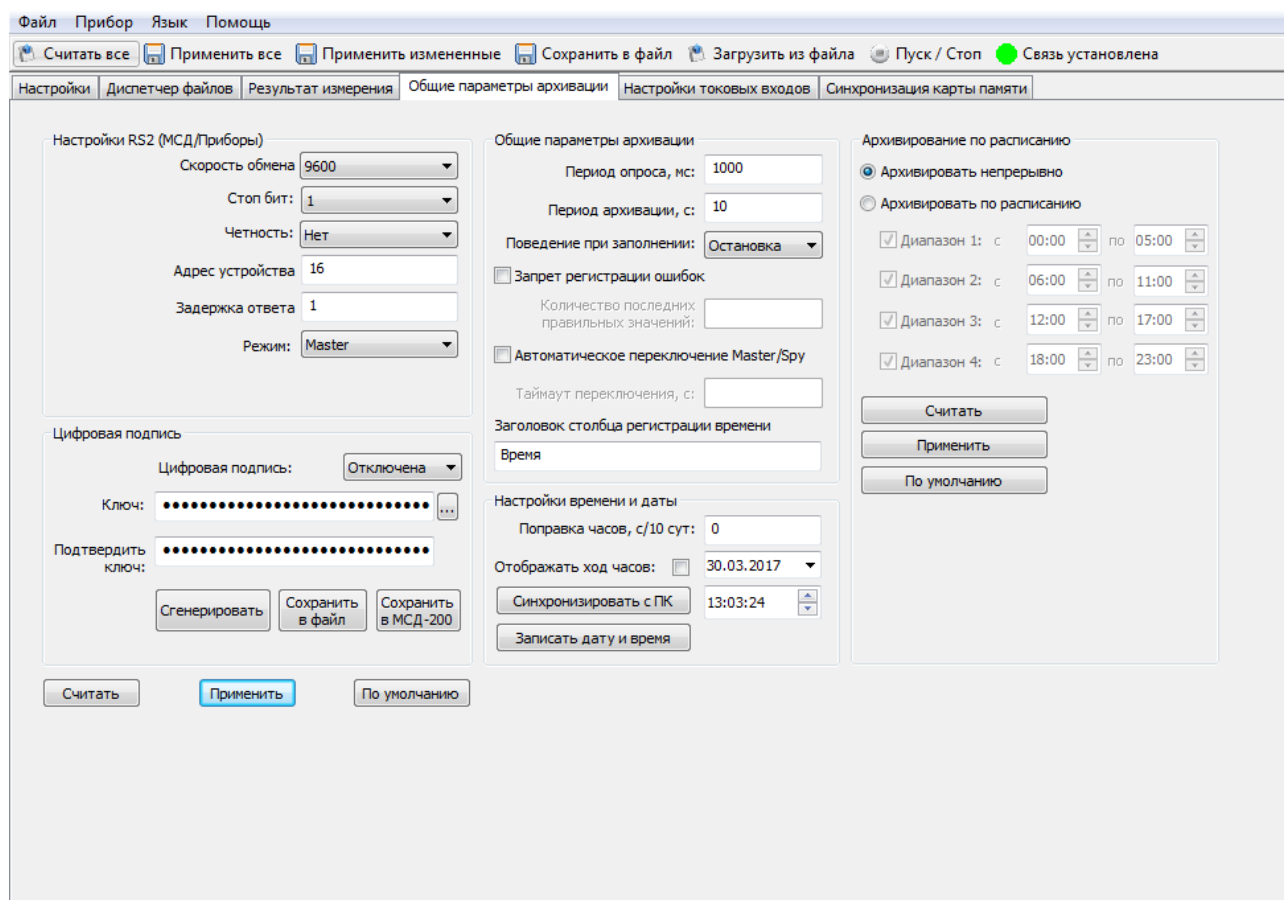 Файл Прибор Язык Помощь
Считать все Применить все Применить измененные Сохранить в файл Загрузить из файла Пуск / Стоп Связь установлена
Настройки Диспетчер файлов Результат измерения Общие параметры архивации Настройки токовых входов Синхронизация карты памяти
Настройки RS2 (МСД/Приборы)
Скорость обмена 9600
Стоп бит: 1
Четность: Нет
Адрес устройства 16
Задержка ответа 1
Режим: Master
Цифровая подпись
Цифровая подпись: Отключена
Ключ: ●●●●●●●●●●●●●●●●●●●●●●●●●●●●● ...
Подтвердить
ключ: ●●●●●●●●●●●●●●●●●●●●●●●●●●●●●
Сгенерировать
Сохранить
в файл
Сохранить
в МСД-200
Считать Применить По умолчанию
Общие параметры архивации
Период опроса, мс: 1000
Период архивации, с: 10
Поведение при заполнении: Остановка
Запрет регистрации ошибок
Количество последних
правильных значений:
Автоматическое переключение Master/Spy
Таймаут переключения, с:
Заголовок столбца регистрации времени
Время
Настройки времени и даты
Поправка часов, с/10 сут: 0
Отображать ход часов: 30.03.2017
Синхронизировать с ПК 13:03:24
Записать дату и время
Архивирование по расписанию
Архивировать непрерывно
Архивировать по расписанию
Диапазон 1: с 00:00 по 05:00
Диапазон 2: с 06:00 по 11:00
Диапазон 3: с 12:00 по 17:00
Диапазон 4: с 18:00 по 23:00
Считать
Применить
По умолчанию